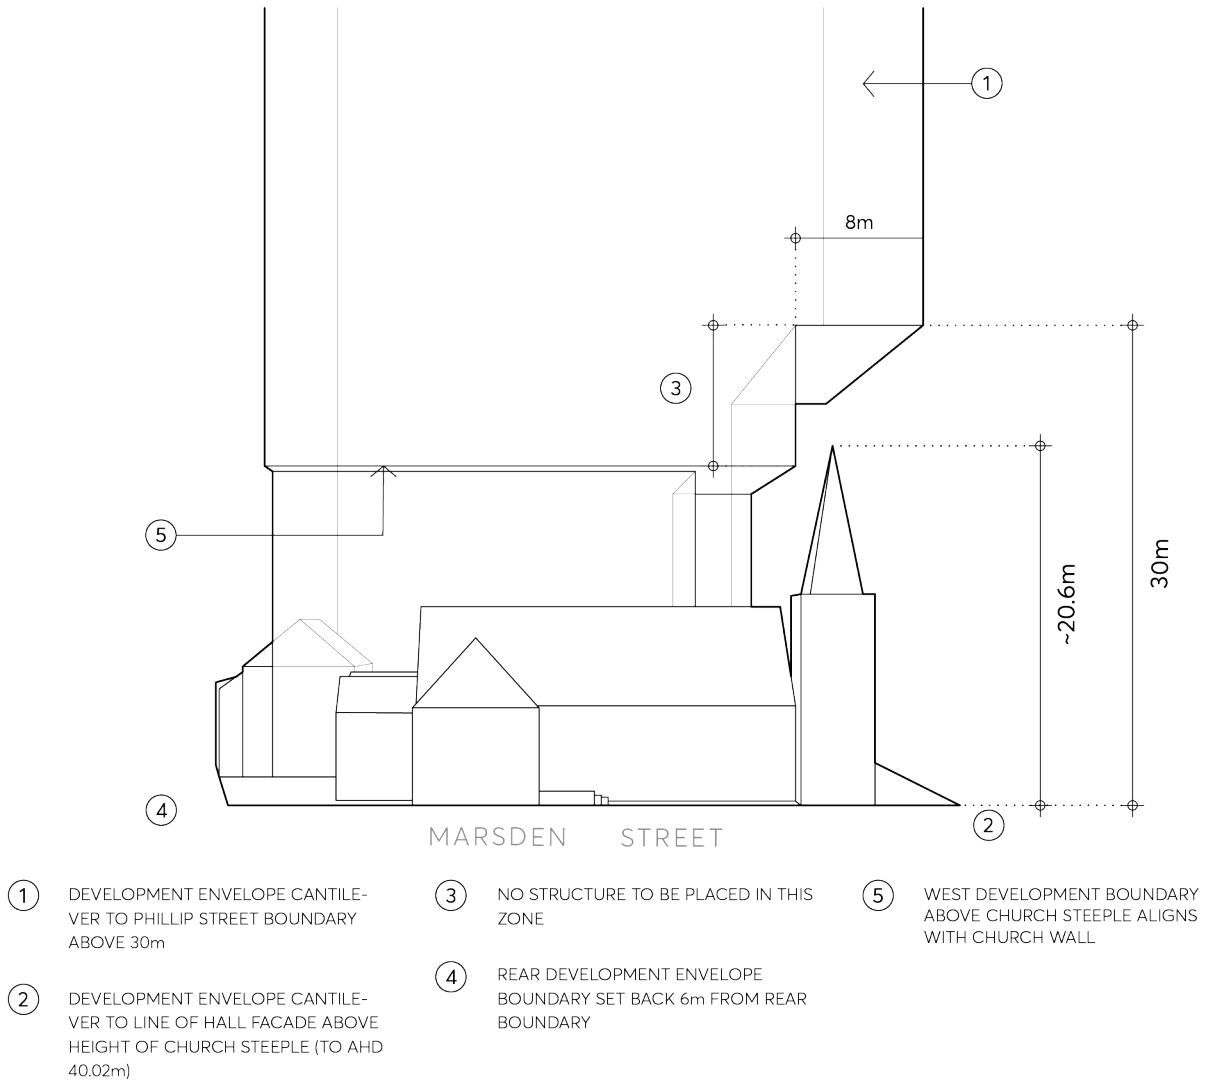 1
8m
3
5
~20.6m
30m
4
2
MARSDEN STREET
1
DEVELOPMENT ENVELOPE CANTILE-
VER TO PHILLIP STREET BOUNDARY
ABOVE 30m
2
DEVELOPMENT ENVELOPE CANTILE-
VER TO LINE OF HALL FACADE ABOVE
HEIGHT OF CHURCH STEEPLE (TO AHD
40.02m)
3
NO STRUCTURE TO BE PLACED IN THIS
ZONE
4
REAR DEVELOPMENT ENVELOPE
BOUNDARY SET BACK 6m FROM REAR
BOUNDARY
5
WEST DEVELOPMENT BOUNDARY
ABOVE CHURCH STEEPLE ALIGNS
WITH CHURCH WALL